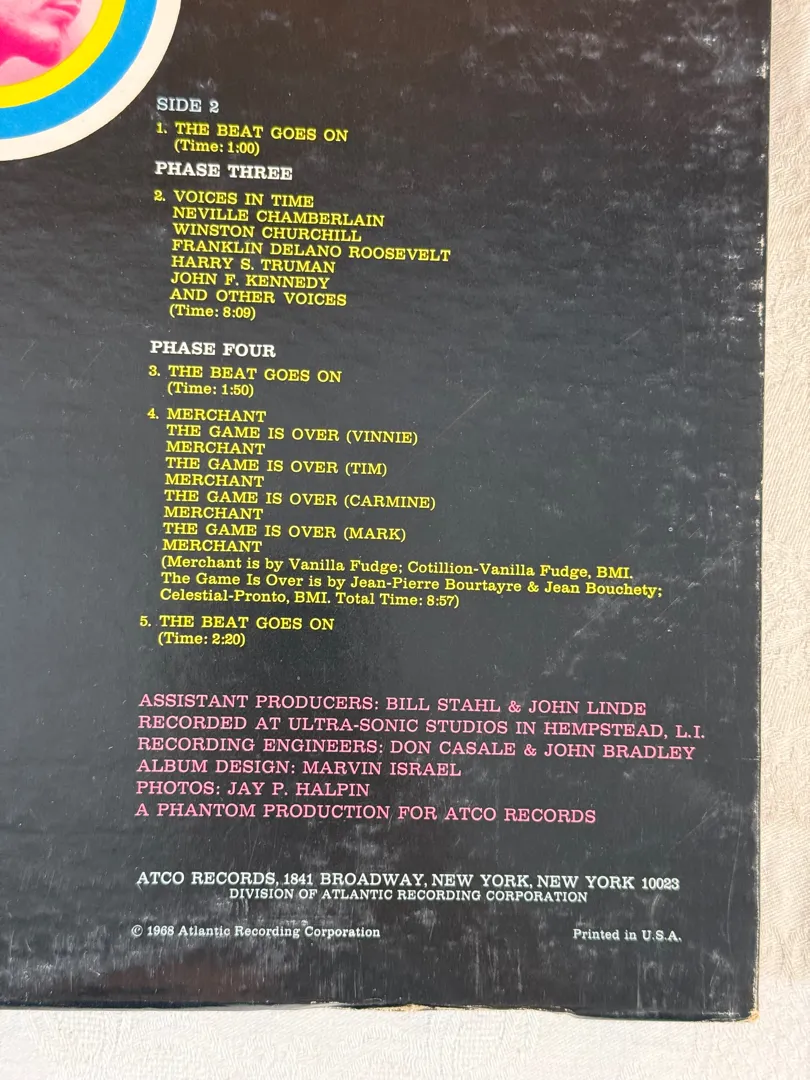 SIDE 2
1. THE BEAT GOES ON
(Time: 1:00)
PHASE THREE
2. VOICES IN TIME
NEVILLE CHAMBERLAIN
WINSTON CHURCHILL
FRANKLIN DELANO ROOSEVELT
HARRY S. TRUMAN
JOHN F. KENNEDY
AND OTHER VOICES
(Time: 8:09)
PHASE FOUR
3. THE BEAT GOES ON
(Time: 1:50)
4. MERCHANT
THE GAME IS OVER (VINNIE)
MERCHANT
THE GAME IS OVER (TIM)
MERCHANT
THE GAME IS OVER (CARMINE)
MERCHANT
THE GAME IS OVER (MARK)
MERCHANT
(Merchant is by Vanilla Fudge; Cotillion-Vanilla Fudge, BMI.
The Game Is Over is by Jean-Pierre Bourtayre & Jean Bouchety;
Celestial-Pronto, BMI. Total Time: 8:57)
5. THE BEAT GOES ON
(Time: 2:20)
ASSISTANT PRODUCERS: BILL STAHL & JOHN LINDE
RECORDED AT ULTRA-SONIC STUDIOS IN HEMPSTEAD, L.I.
RECORDING ENGINEERS: DON CASALE & JOHN BRADLEY
ALBUM DESIGN: MARVIN ISRAEL
PHOTOS: JAY P. HALPIN
A PHANTOM PRODUCTION FOR ATCO RECORDS
ATCO RECORDS, 1841 BROADWAY, NEW YORK, NEW YORK 10023
DIVISION OF ATLANTIC RECORDING CORPORATION
© 1968 Atlantic Recording Corporation
Printed in U.S.A.